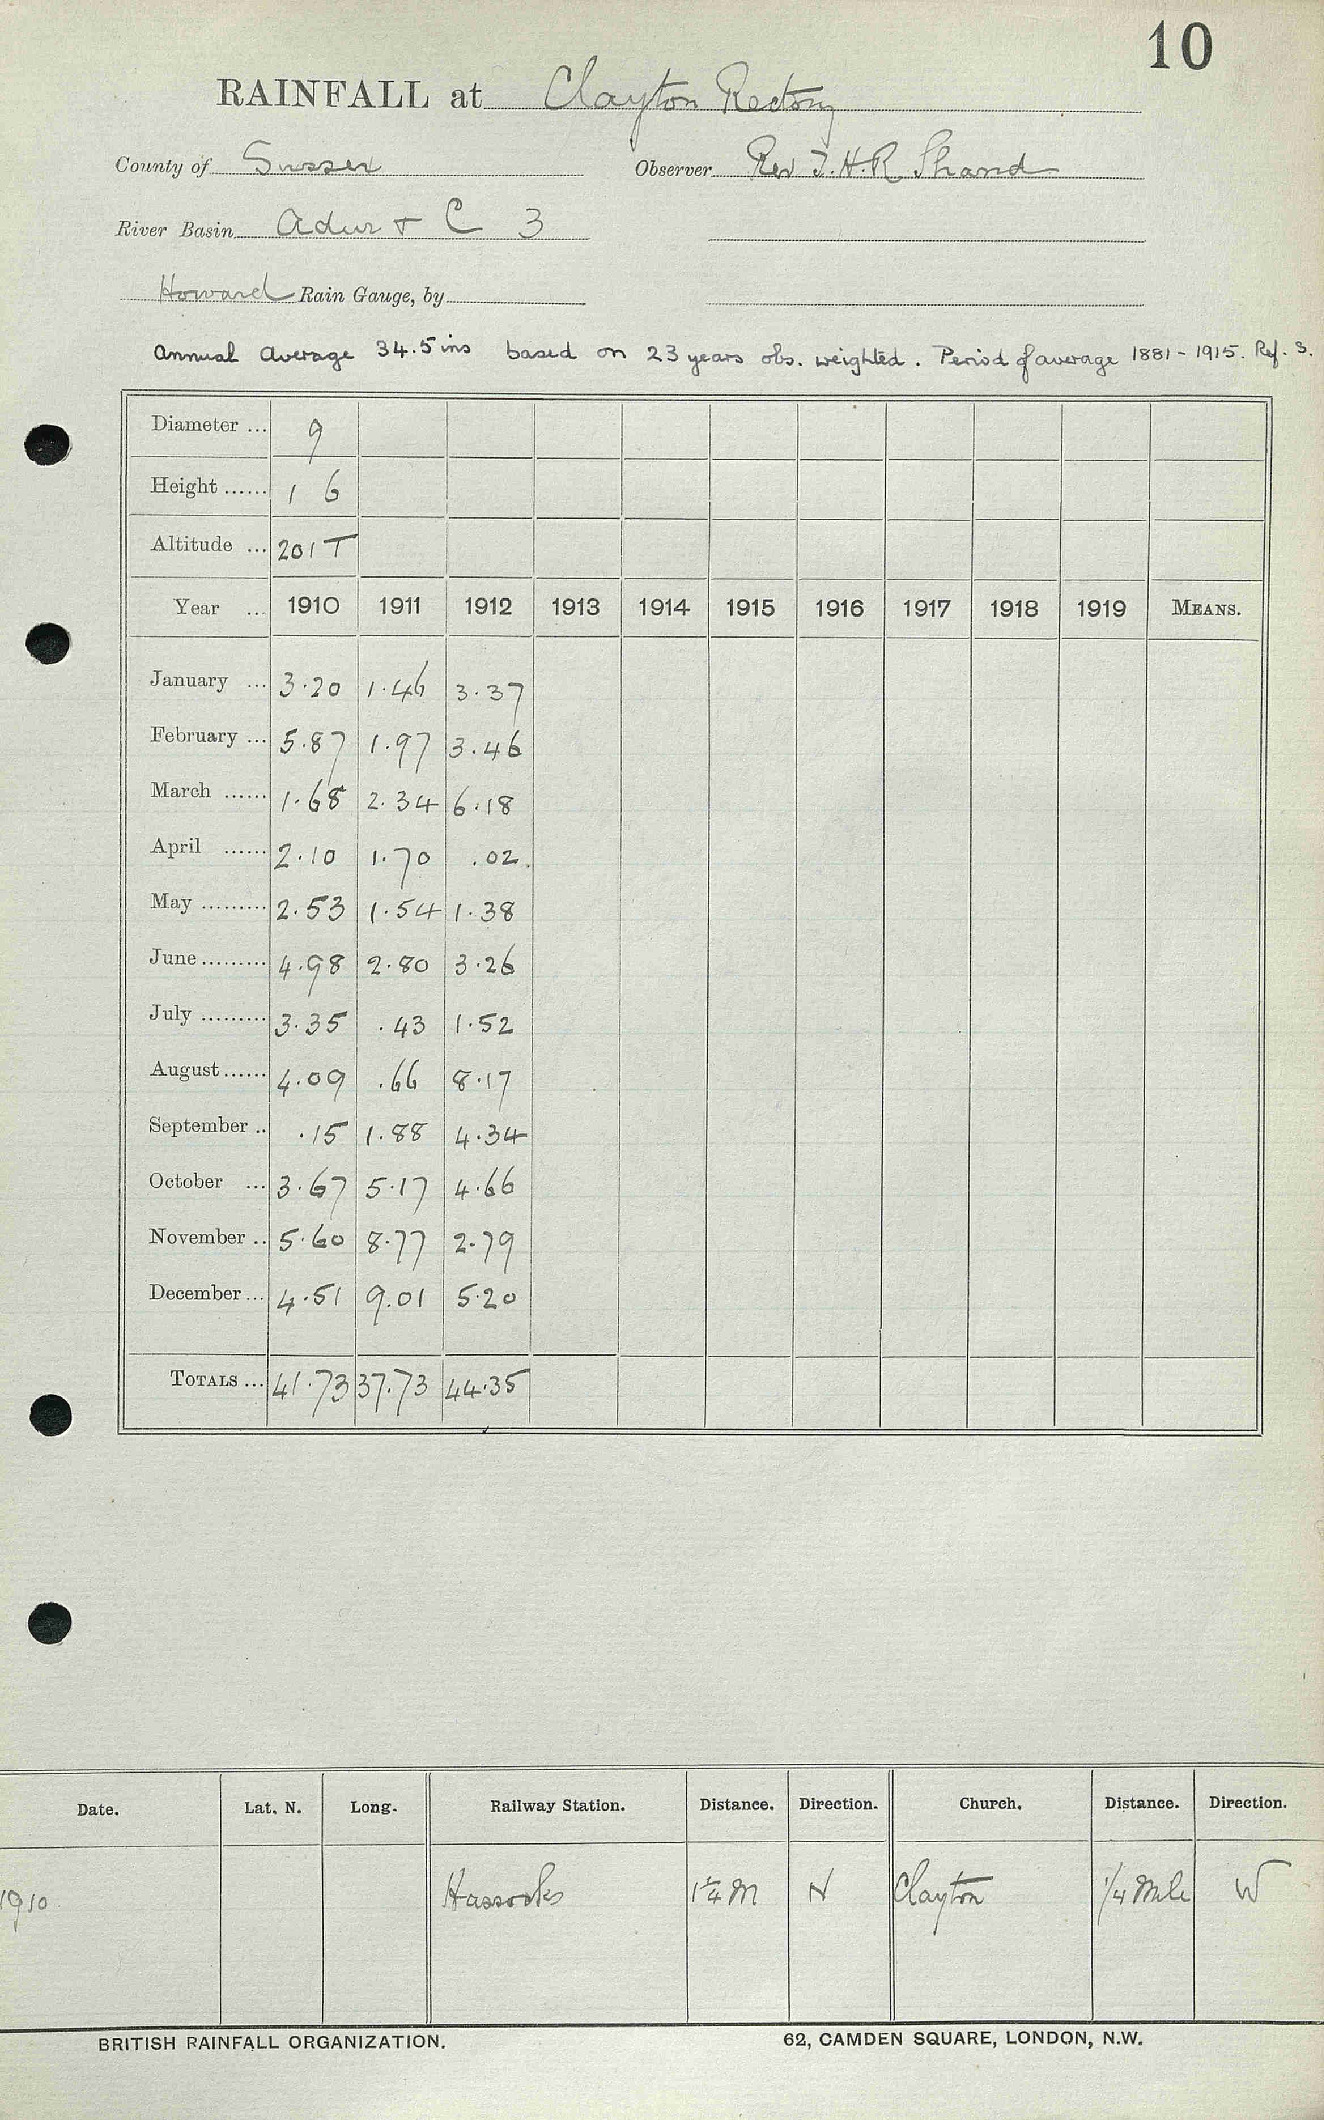 10
RAINFALL at Clayton Rectory
County of Sussex Observer Rev T. H. R Shand
River Basin Adur + C 3
Howard Rain Gauge, by
Annual average 34.5 ins based on 23 years obs. weighted. Period of average 1881-1915. Ref. 3.
Diameter ... 9
Height ...... 1 6
Altitude ... 201 T
Year ... 1910 1911 1912 1913 1914 1915 1916 1917 1918 1919 MEANS.
January ... 3.20 1.46 3.37
February ... 5.87 1.97 3.46
March ...... 1.68 2.34 6.18
April ...... 2.10 1.70 .02
May ......... 2.53 1.54 1.38
June ......... 4.98 2.80 3.26
July ......... 3.35 .43 1.52
August ...... 4.09 .66 8.17
September .. .15 1.88 4.34
October ... 3.67 5.17 4.66
November .. 5.60 8.77 2.79
December ... 4.51 9.01 5.20
TOTALS ... 41.73 37.73 44.35
Date. Lat. N. Long. Railway Station. Distance. Direction. Church. Distance. Direction.
1910 Hassocks 1 1/4 M N Clayton 1/4 Mile W
BRITISH RAINFALL ORGANIZATION. 62, CAMDEN SQUARE, LONDON, N.W.